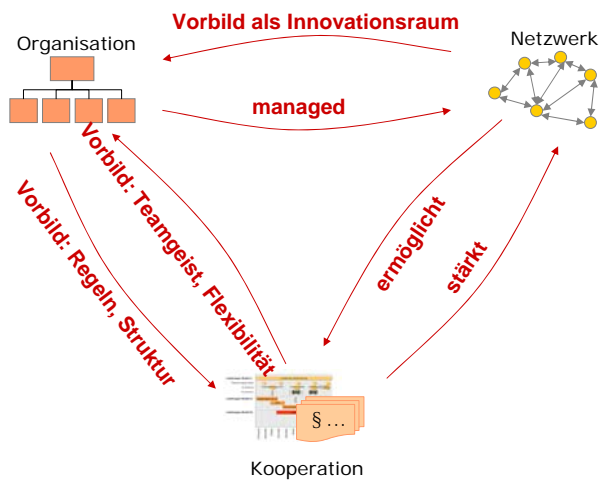 Vorbild als Innovationsraum
Organisation
Netzwerk
managed
Vorbild: Teamgeist, Flexibilität
Vorbild: Regeln, Struktur
ermöglicht
stärkt
§ ...
Kooperation